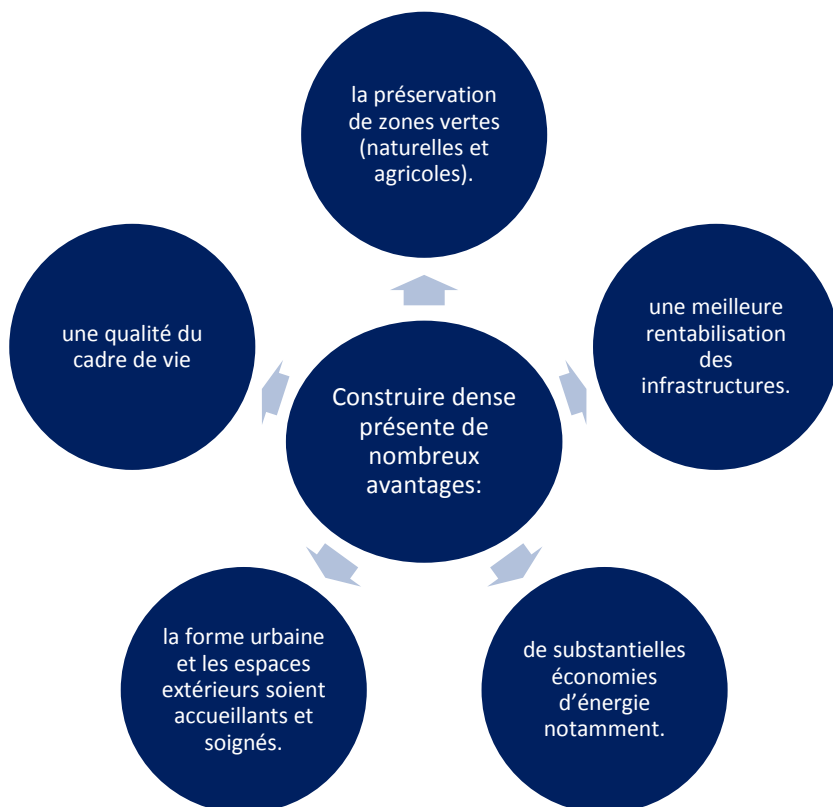 Construire dense
présente de
nombreux
avantages:
la préservation
de zones vertes
(naturelles et
agricoles).
une meilleure
rentabilisation
des
infrastructures.
de substantielles
économies
d’énergie
notamment.
la forme urbaine
et les espaces
extérieurs soient
accueillants et
soignés.
une qualité du
cadre de vie